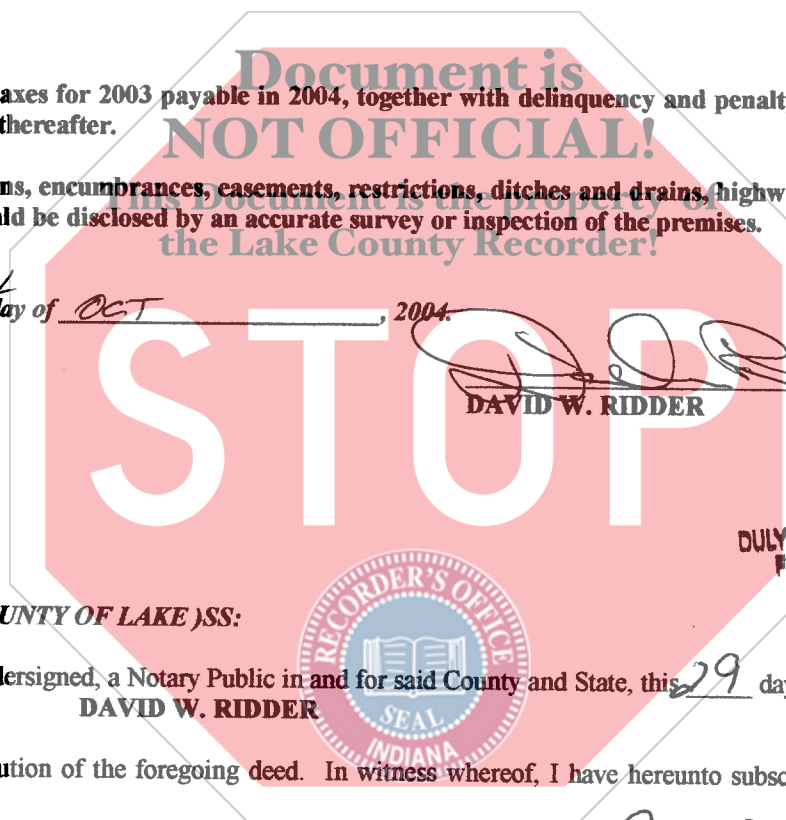 Document is
axes for 2003 payable in 2004, together with delinquency and penalty
thereafter.
NOT OFFICIAL!
ns, encumbrances, easements, restrictions, ditches and drains, highw
This Document is the property of
ld be disclosed by an accurate survey or inspection of the premises.
the Lake County Recorder!
day of OCT, 2004.
STOP
DAVID W. RIDDER
DULY
RECORDER'S OFFICE
UNTY OF LAKE )SS:
dersigned, a Notary Public in and for said County and State, this 29 day
DAVID W. RIDDER
SEAL
INDIANA
ution of the foregoing deed. In witness whereof, I have hereunto subsc